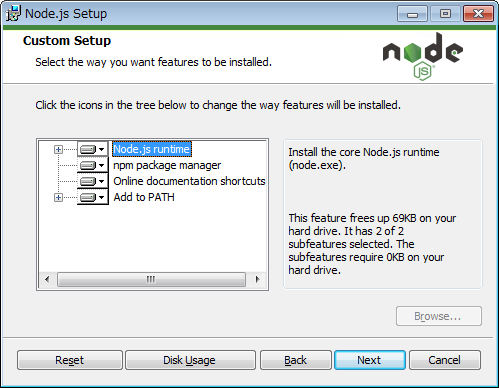 Node.js Setup
Custom Setup
Select the way you want features to be installed.
node
JS
Click the icons in the tree below to change the way features will be installed.
Node.js runtime
npm package manager
Online documentation shortcuts
Add to PATH
Install the core Node.js runtime
(node.exe).
This feature frees up 69KB on your
hard drive. It has 2 of 2
subfeatures selected. The
subfeatures require 0KB on your
hard drive.
Browse...
Reset
Disk Usage
Back
Next
Cancel